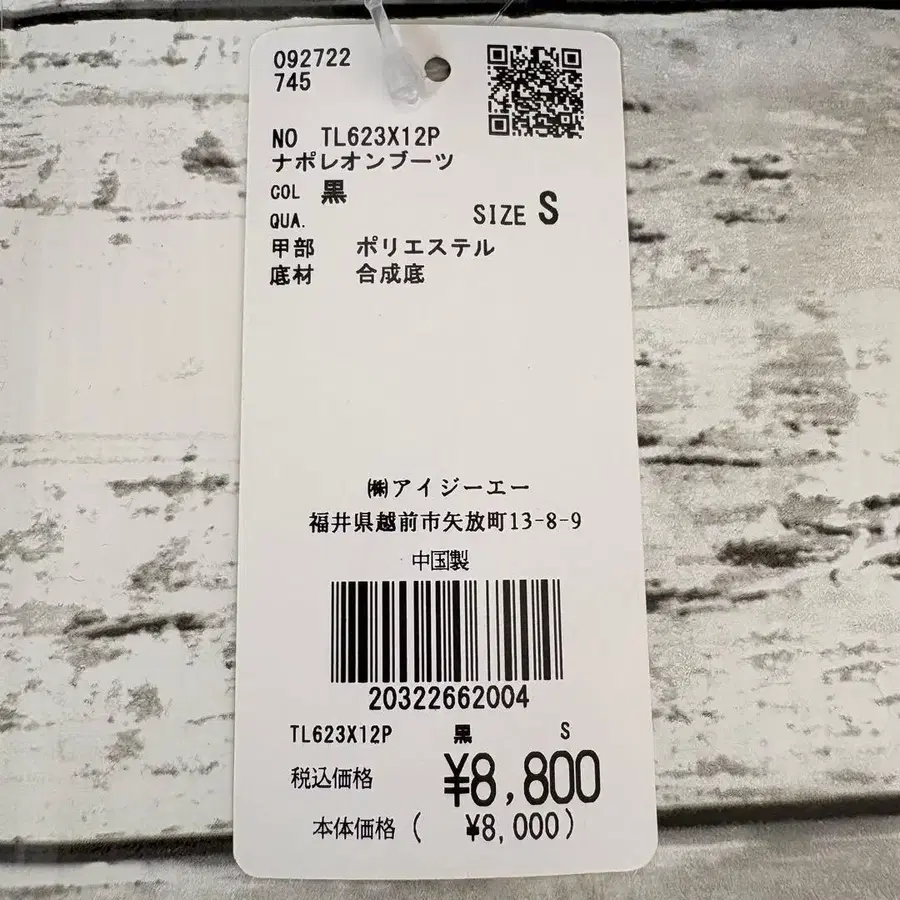 092722
745
NO TL623X12P
ナポレオンブーツ
COL 黒
QUA.
SIZE S
甲部 ポリエステル
底材 合成底
㈱アイジーエー
福井県越前市矢放町13-8-9
中国製
20322662004
TL623X12P 黒 S
税込価格 ¥8,800
本体価格 ( ¥8,000)